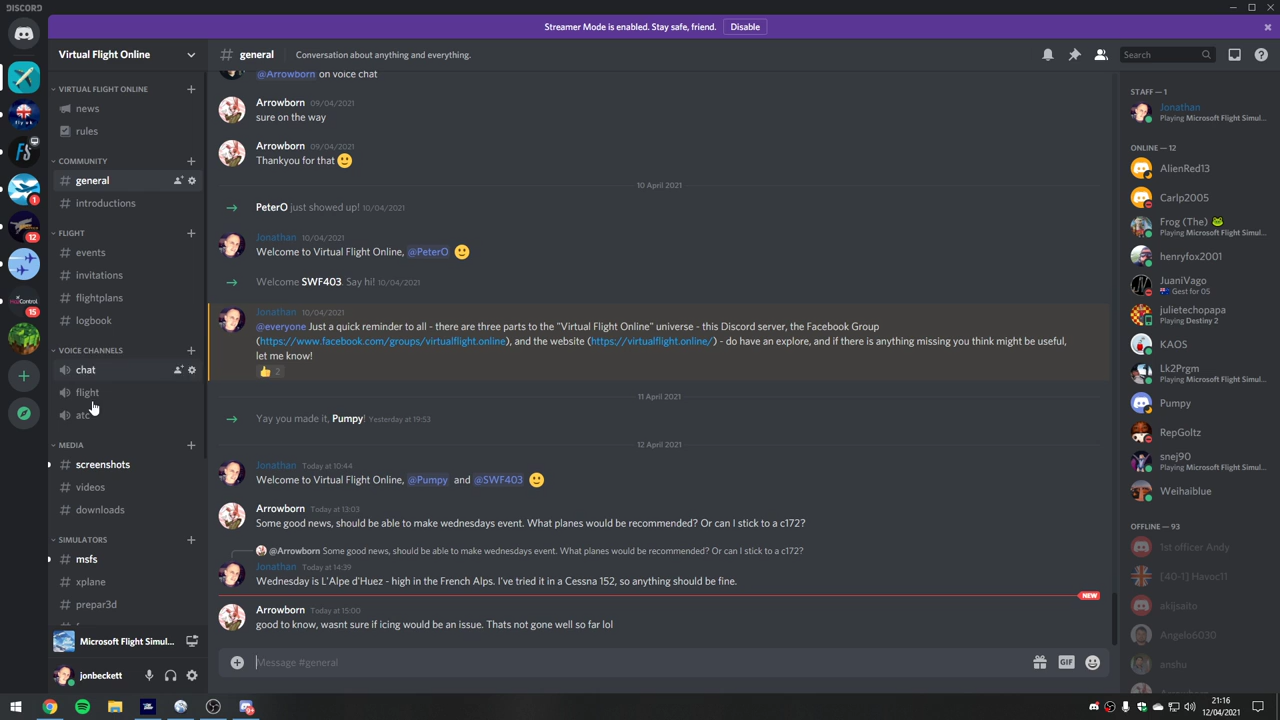 DISCORD
Streamer Mode is enabled. Stay safe, friend. Disable
Virtual Flight Online
general Conversation about anything and everything.
Search
VIRTUAL FLIGHT ONLINE
news
rules
COMMUNITY
general
introductions
FLIGHT
events
invitations
flightplans
logbook
VOICE CHANNELS
chat
flight
atc
MEDIA
screenshots
videos
downloads
SIMULATORS
msfs
xplane
prepar3d
Microsoft Flight Simul...
jonbeckett
1
12
15
@Arrowborn on voice chat
Arrowborn 09/04/2021
sure on the way
Arrowborn 09/04/2021
Thankyou for that
10 April 2021
PeterO just showed up! 10/04/2021
Jonathan 10/04/2021
Welcome to Virtual Flight Online, @PeterO
Welcome SWF403. Say hi! 10/04/2021
Jonathan 10/04/2021
@everyone Just a quick reminder to all - there are three parts to the "Virtual Flight Online" universe - this Discord server, the Facebook Group
(https://www.facebook.com/groups/virtualflight.online), and the website (https://virtualflight.online/) - do have an explore, and if there is anything missing you think might be useful,
let me know!
2
11 April 2021
Yay you made it, Pumpy! Yesterday at 19:53
12 April 2021
Jonathan Today at 10:44
Welcome to Virtual Flight Online, @Pumpy and @SWF403
Arrowborn Today at 13:03
Some good news, should be able to make wednesdays event. What planes would be recommended? Or can I stick to a c172?
@Arrowborn Some good news, should be able to make wednesdays event. What planes would be recommended? Or can I stick to a c172?
Jonathan Today at 14:39
Wednesday is L'Alpe d'Huez - high in the French Alps. I've tried it in a Cessna 152, so anything should be fine.
NEW
Arrowborn Today at 15:00
good to know, wasnt sure if icing would be an issue. Thats not gone well so far lol
Message #general
GIF
STAFF — 1
Jonathan
Playing Microsoft Flight Simul...
ONLINE — 12
AlienRed13
Carlp2005
Frog (The)
Playing Microsoft Flight Simul...
henryfox2001
JuaniVago
Gest for 05
julietechopapa
Playing Destiny 2
KAOS
Lk2Prgm
Playing Microsoft Flight Simul...
Pumpy
RepGoltz
snej90
Playing Microsoft Flight Simul...
Weihaiblue
OFFLINE — 93
1st officer Andy
[40-1] Havoc11
akijsaito
Angelo6030
anshu
21:16
12/04/2021